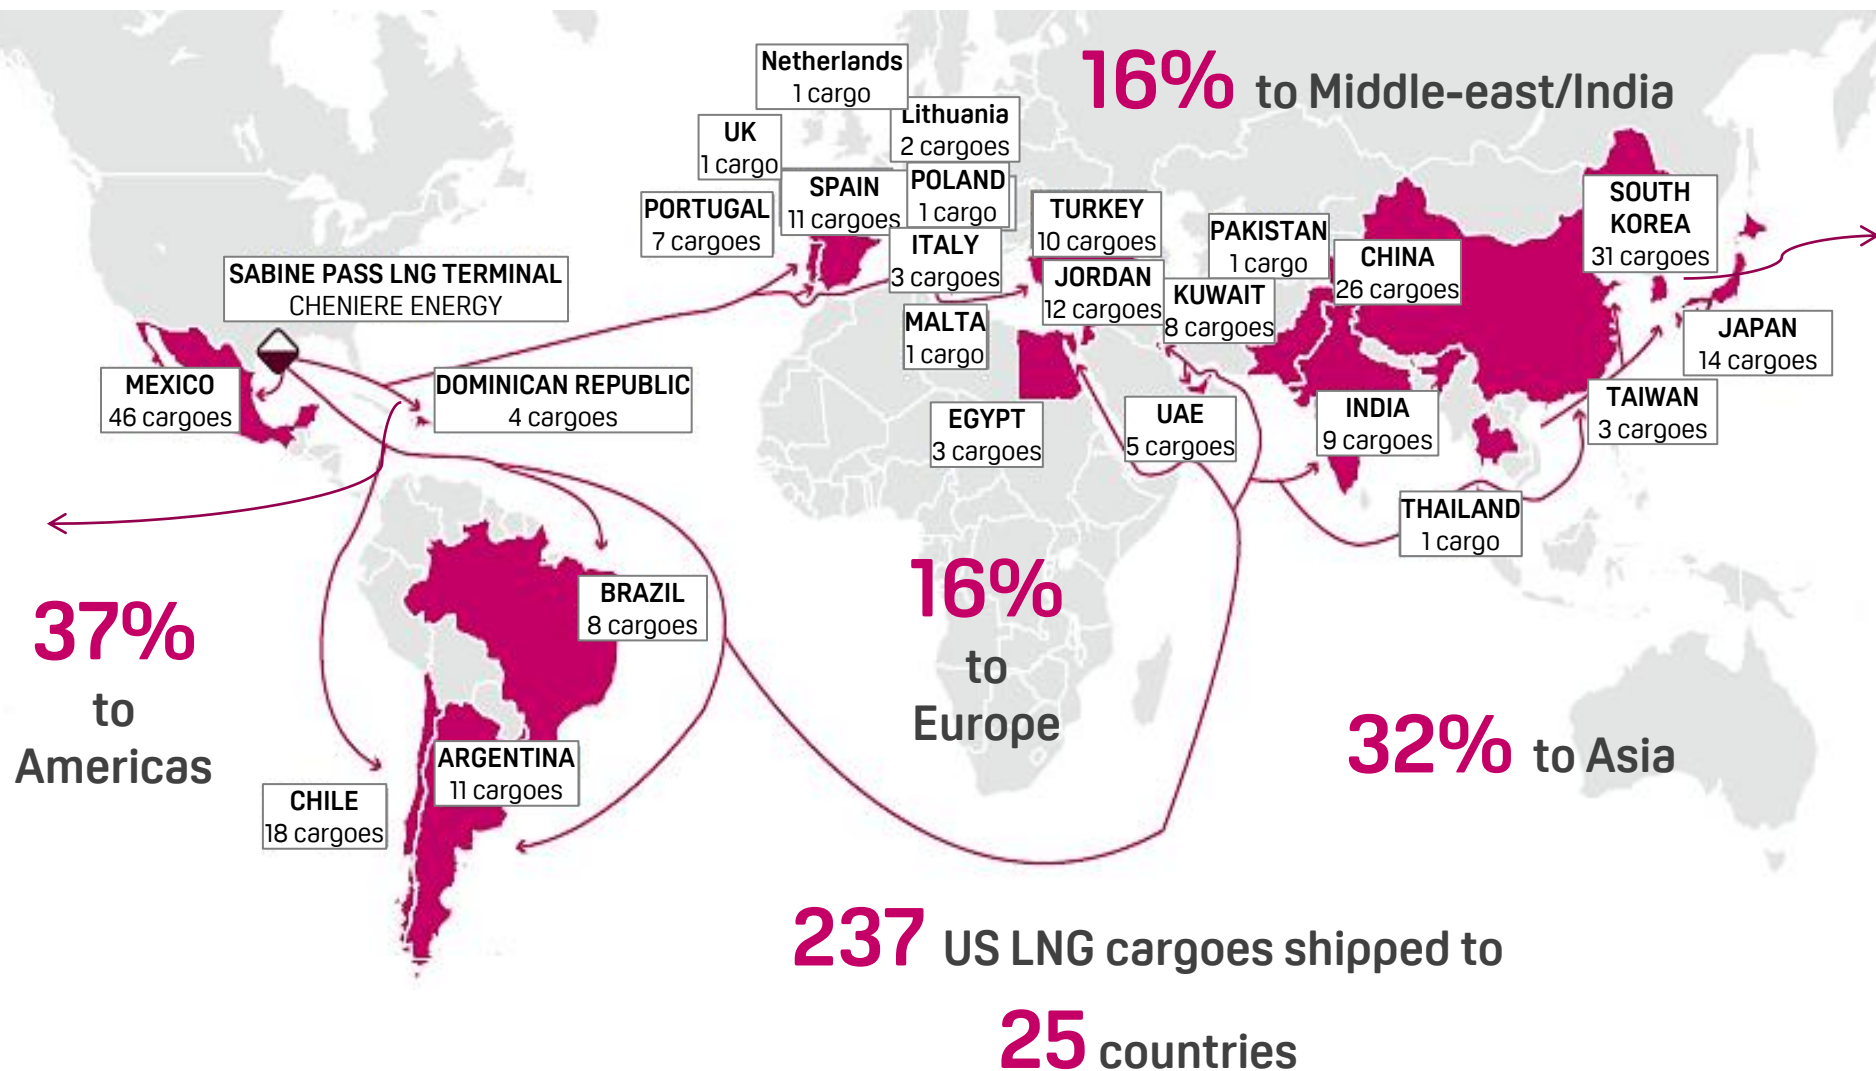 16% to Middle-east/India
Netherlands
1 cargo
Lithuania
2 cargoes
UK
1 cargo
SPAIN
11 cargoes
POLAND
1 cargo
PORTUGAL
7 cargoes
ITALY
3 cargoes
TURKEY
10 cargoes
JORDAN
12 cargoes
PAKISTAN
1 cargo
KUWAIT
8 cargoes
CHINA
26 cargoes
SOUTH
KOREA
31 cargoes
JAPAN
14 cargoes
SABINE PASS LNG TERMINAL
CHENIERE ENERGY
MALTA
1 cargo
MEXICO
46 cargoes
DOMINICAN REPUBLIC
4 cargoes
EGYPT
3 cargoes
UAE
5 cargoes
INDIA
9 cargoes
TAIWAN
3 cargoes
THAILAND
1 cargo
BRAZIL
8 cargoes
37%
to
Americas
16%
to
Europe
32% to Asia
ARGENTINA
11 cargoes
CHILE
18 cargoes
237 US LNG cargoes shipped to
25 countries